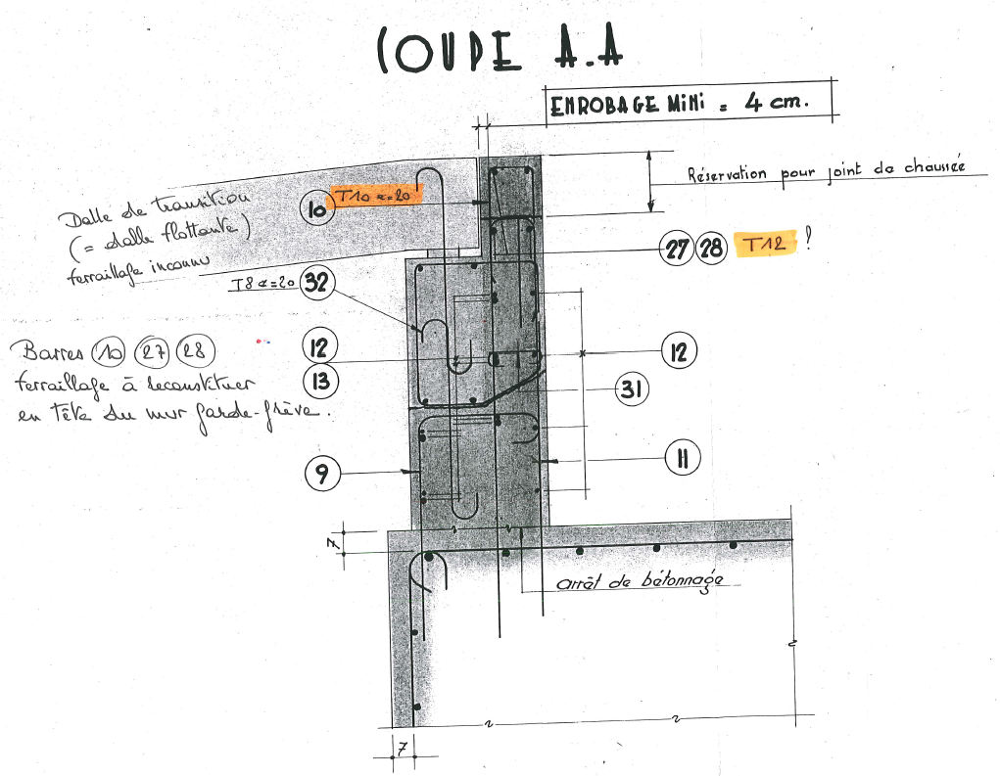 COUPE A.A
ENROBAGE MINI = 4 cm.
Réservation pour joint de chaussée
10 T10 e=20
Dalle de transition
(= dalle flottante)
ferraillage inconnu
27 28 T12 !
T8 e=20 32
Barres 10 27 28
ferraillage à reconstituer
en tête du mur garde-grève.
12
13
12
31
9
11
7
arrêt de bétonnage
7